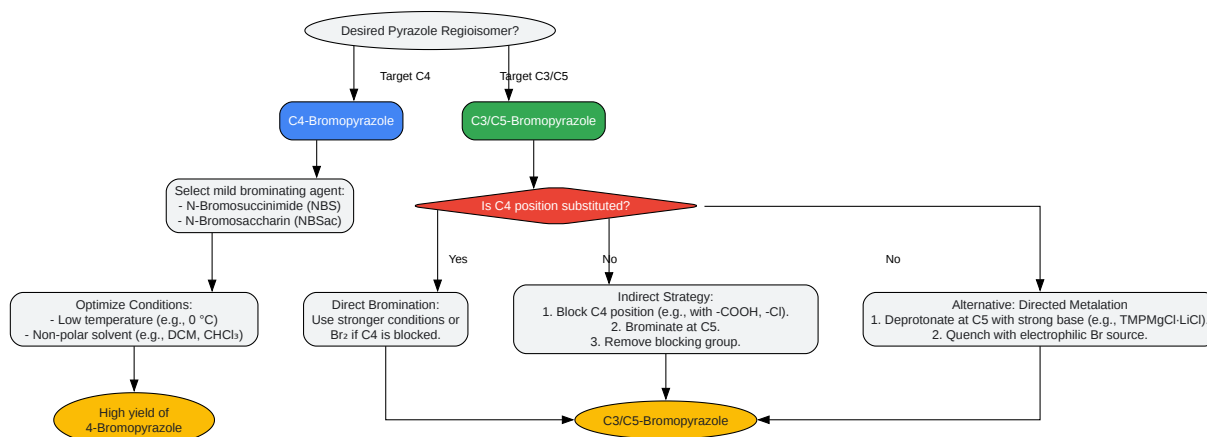 Desired Pyrazole Regioisomer?
Target C4
Target C3/C5
C4-Bromopyrazole
C3/C5-Bromopyrazole
Select mild brominating agent:
- N-Bromosuccinimide (NBS)
- N-Bromosaccharin (NBSac)
Is C4 position substituted?
Yes
No
No
Optimize Conditions:
- Low temperature (e.g., 0 °C)
- Non-polar solvent (e.g., DCM, CHCl₃)
Direct Bromination:
Use stronger conditions or
Br₂ if C4 is blocked.
Indirect Strategy:
1. Block C4 position (e.g., with -COOH, -Cl).
2. Brominate at C5.
3. Remove blocking group.
Alternative: Directed Metalation
1. Deprotonate at C5 with strong base (e.g., TMPMgCl·LiCl).
2. Quench with electrophilic Br source.
High yield of
4-Bromopyrazole
C3/C5-Bromopyrazole